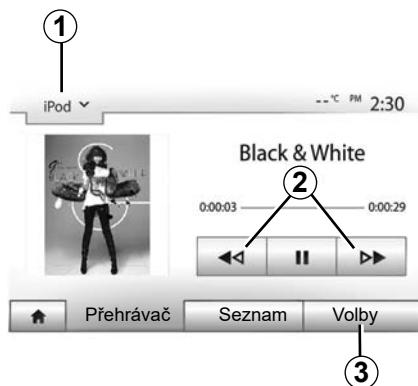 1
iPod
--°C PM 2:30
Black & White
2
0:00:03
0:00:29
Přehrávač
Seznam
Volby
3